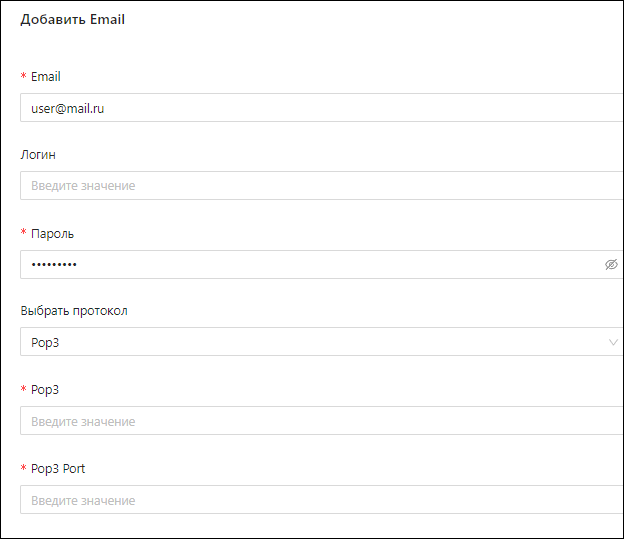 Добавить Email
* Email
user@mail.ru
Логин
Введите значение
* Пароль
•••••••••
Выбрать протокол
Pop3
* Pop3
Введите значение
* Pop3 Port
Введите значение